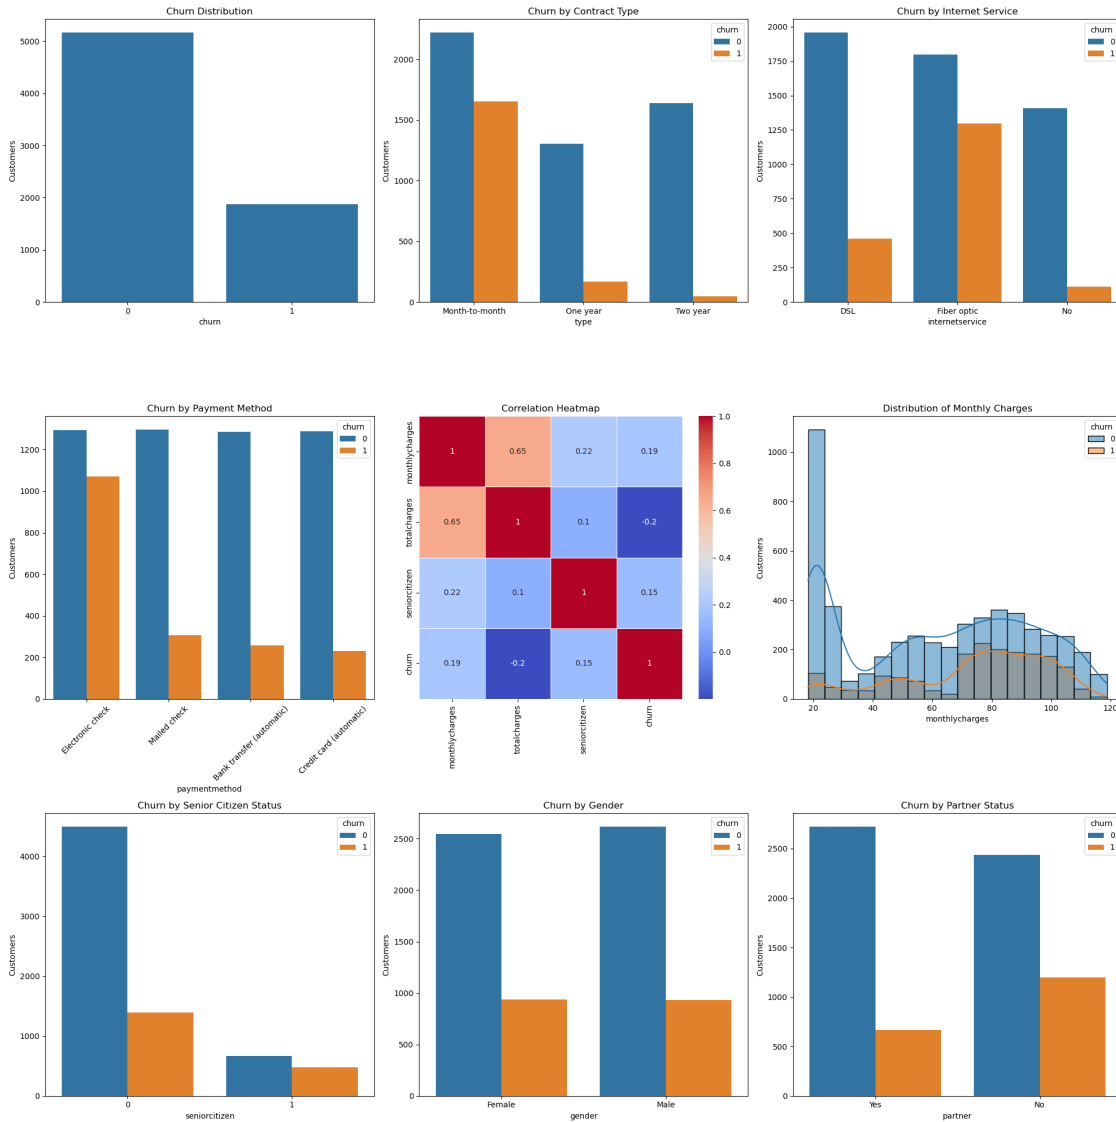 Churn Distribution
Customers
5000
4000
3000
2000
1000
0
0 1
churn
Churn by Contract Type
churn
0
1
Customers
2000
1500
1000
500
0
Month-to-month One year Two year
type
Churn by Internet Service
churn
0
1
Customers
2000
1750
1500
1250
1000
750
500
250
0
DSL Fiber optic No
internetservice
Churn by Payment Method
churn
0
1
Customers
1200
1000
800
600
400
200
0
Electronic check
Mailed check
Bank transfer (automatic)
Credit card (automatic)
paymentmethod
Correlation Heatmap
monthlycharges
totalcharges
seniorcitizen
churn
1 0.65 0.22 0.19
0.65 1 0.1 -0.2
0.22 0.1 1 0.15
0.19 -0.2 0.15 1
monthlycharges
totalcharges
seniorcitizen
churn
1.0
0.8
0.6
0.4
0.2
0.0
Distribution of Monthly Charges
churn
0
1
Customers
1000
800
600
400
200
0
20 40 60 80 100 120
monthlycharges
Churn by Senior Citizen Status
churn
0
1
Customers
4000
3000
2000
1000
0
0 1
seniorcitizen
Churn by Gender
churn
0
1
Customers
2500
2000
1500
1000
500
0
Female Male
gender
Churn by Partner Status
churn
0
1
Customers
2500
2000
1500
1000
500
0
Yes No
partner